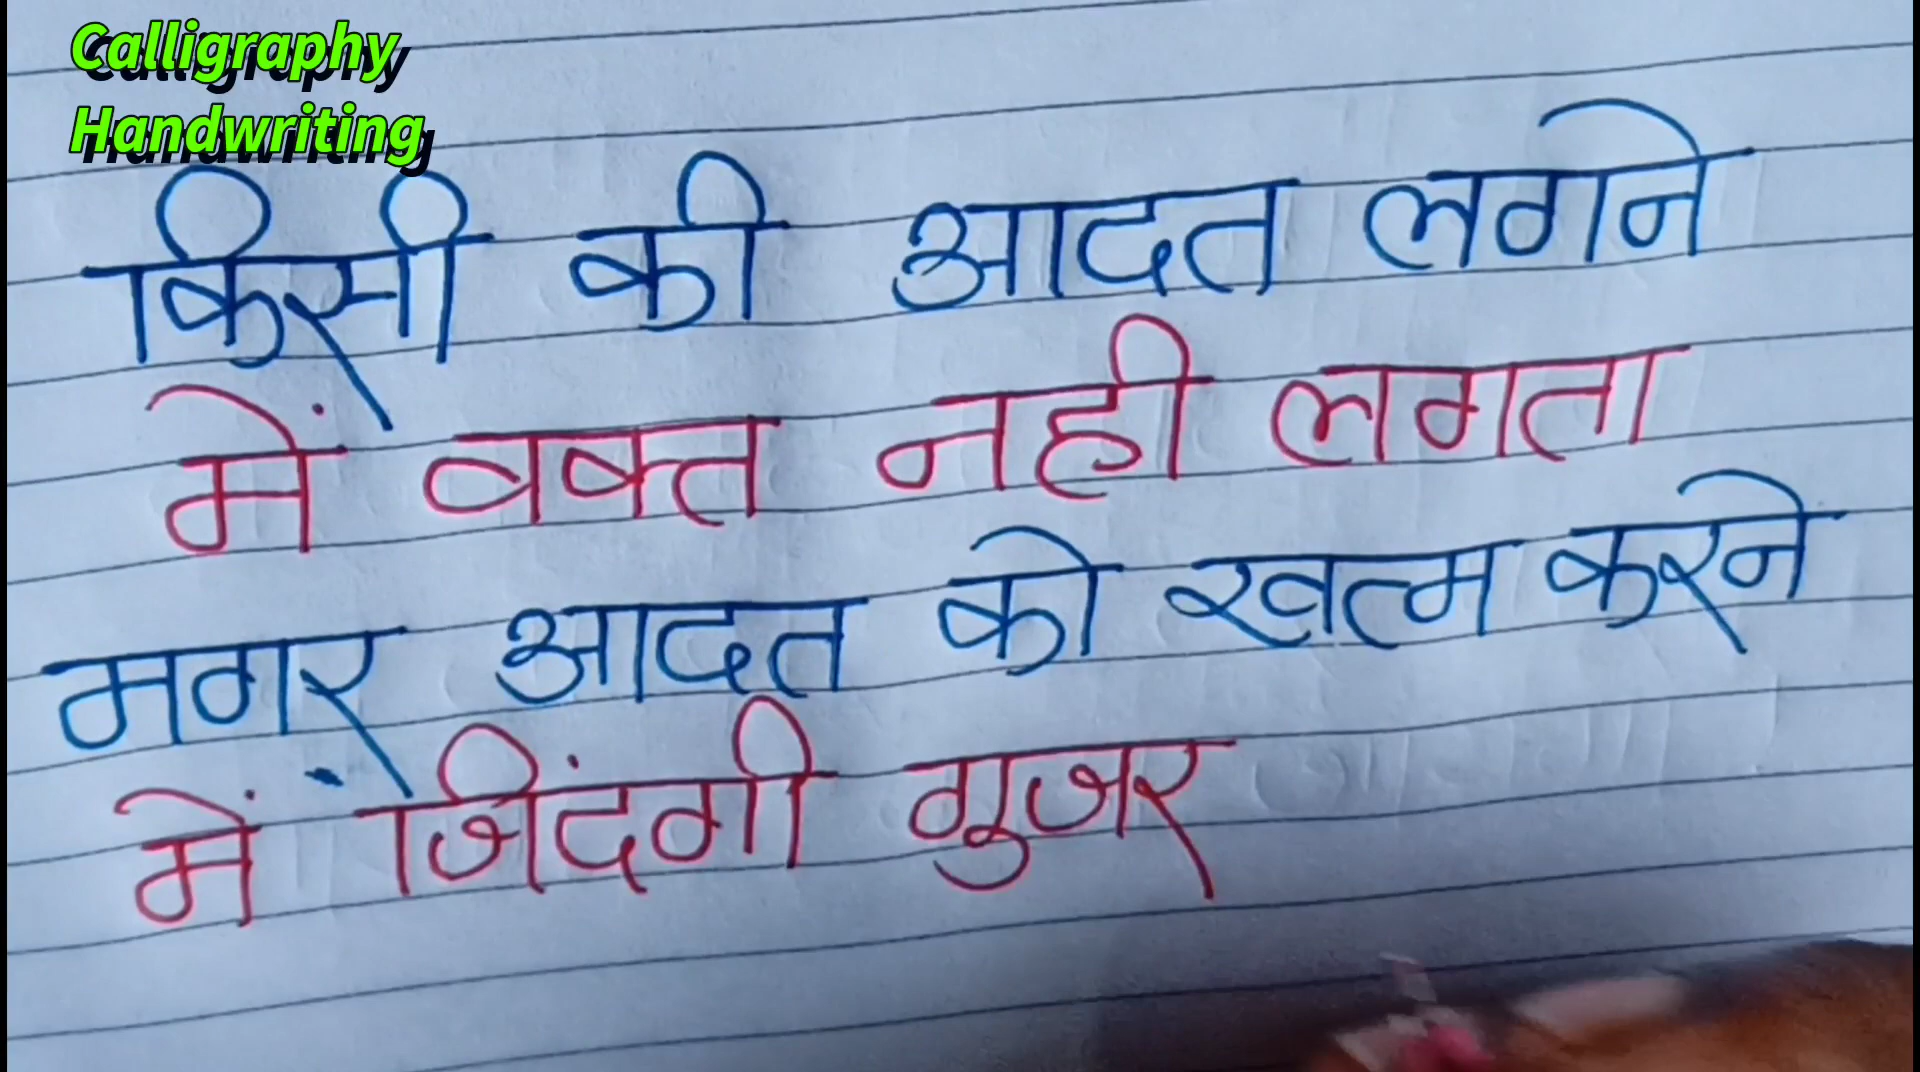 Calligraphy
Handwriting
किसी की आदत लगने
में वक्त नही लगता
मगर आदत को खत्म करने
में जिंदगी गुजर